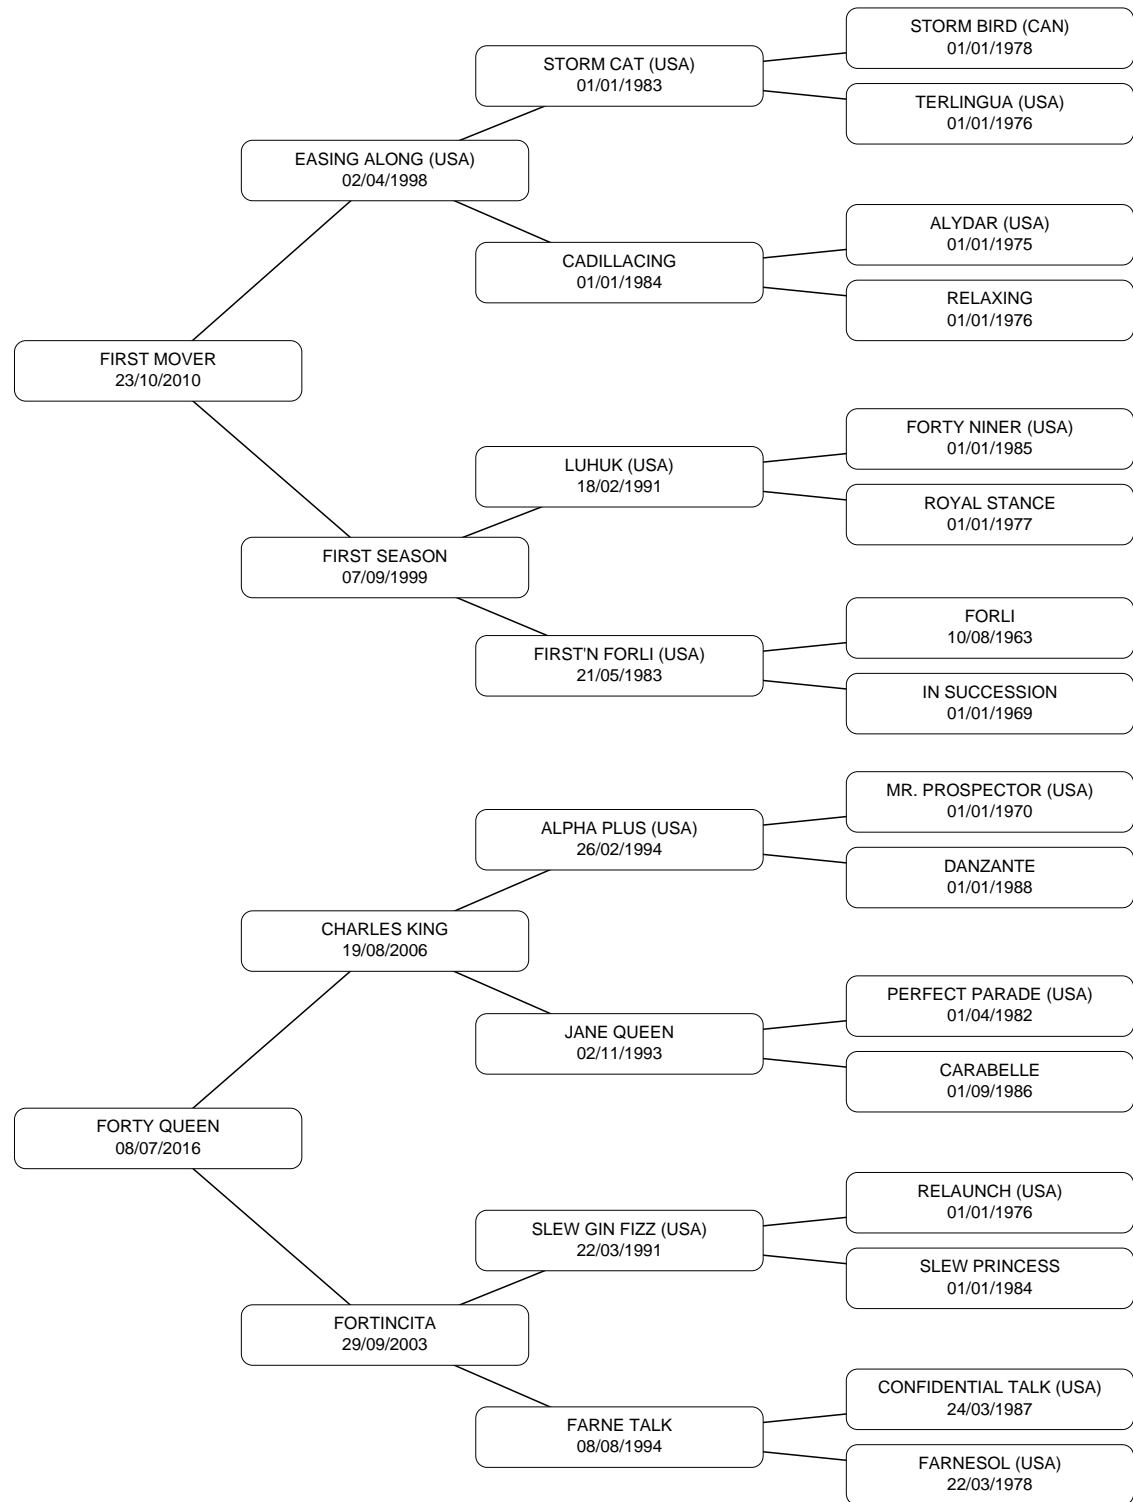 STORM BIRD (CAN)
01/01/1978
STORM CAT (USA)
01/01/1983
TERLINGUA (USA)
01/01/1976
EASING ALONG (USA)
02/04/1998
ALYDAR (USA)
01/01/1975
CADILLACING
01/01/1984
RELAXING
01/01/1976
FIRST MOVER
23/10/2010
FORTY NINER (USA)
01/01/1985
LUHUK (USA)
18/02/1991
ROYAL STANCE
01/01/1977
FIRST SEASON
07/09/1999
FORLI
10/08/1963
FIRST'N FORLI (USA)
21/05/1983
IN SUCCESSION
01/01/1969
MR. PROSPECTOR (USA)
01/01/1970
ALPHA PLUS (USA)
26/02/1994
DANZANTE
01/01/1988
CHARLES KING
19/08/2006
PERFECT PARADE (USA)
01/04/1982
JANE QUEEN
02/11/1993
CARABELLE
01/09/1986
FORTY QUEEN
08/07/2016
RELAUNCH (USA)
01/01/1976
SLEW GIN FIZZ (USA)
22/03/1991
SLEW PRINCESS
01/01/1984
FORTINCITA
29/09/2003
CONFIDENTIAL TALK (USA)
24/03/1987
FARNE TALK
08/08/1994
FARNESOL (USA)
22/03/1978